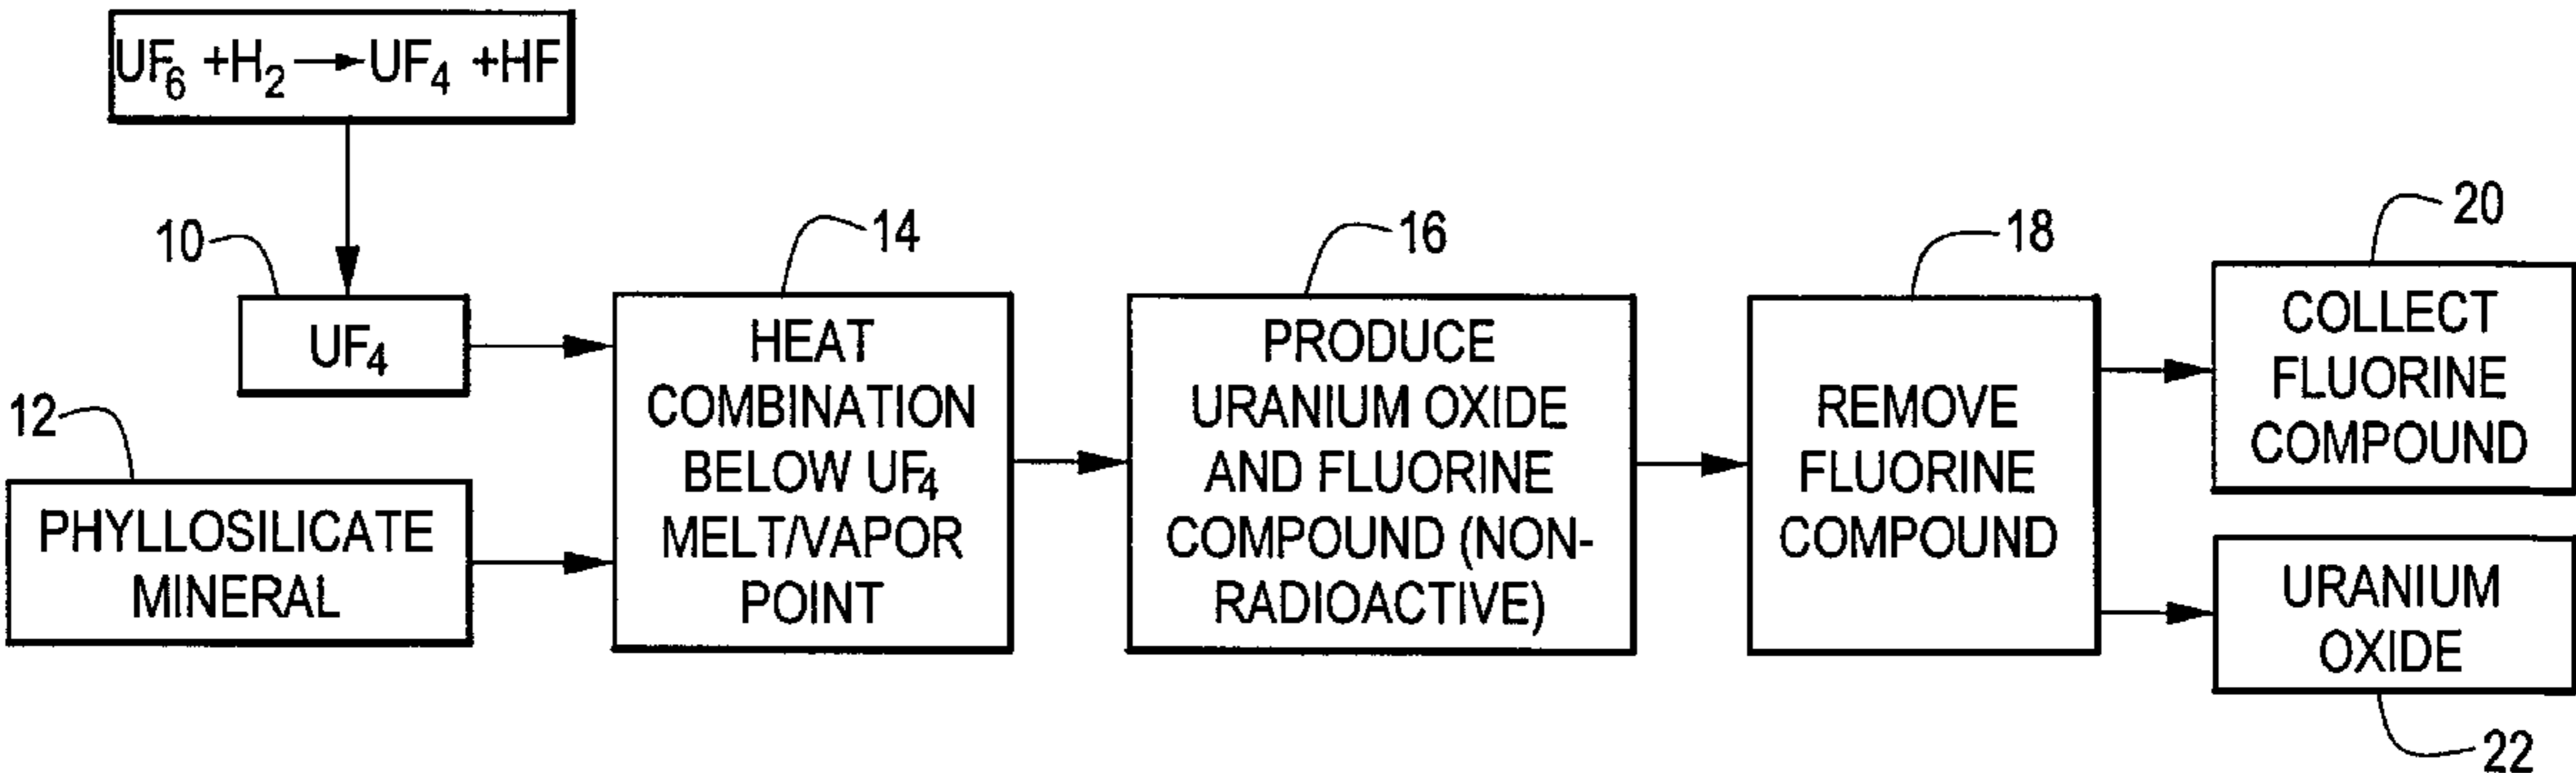 UF6 +H2 → UF4 +HF
10
UF4
12
PHYLLOSILICATE
MINERAL
14
HEAT
COMBINATION
BELOW UF4
MELT/VAPOR
POINT
16
PRODUCE
URANIUM OXIDE
AND FLUORINE
COMPOUND (NON-
RADIOACTIVE)
18
REMOVE
FLUORINE
COMPOUND
20
COLLECT
FLUORINE
COMPOUND
URANIUM
OXIDE
22